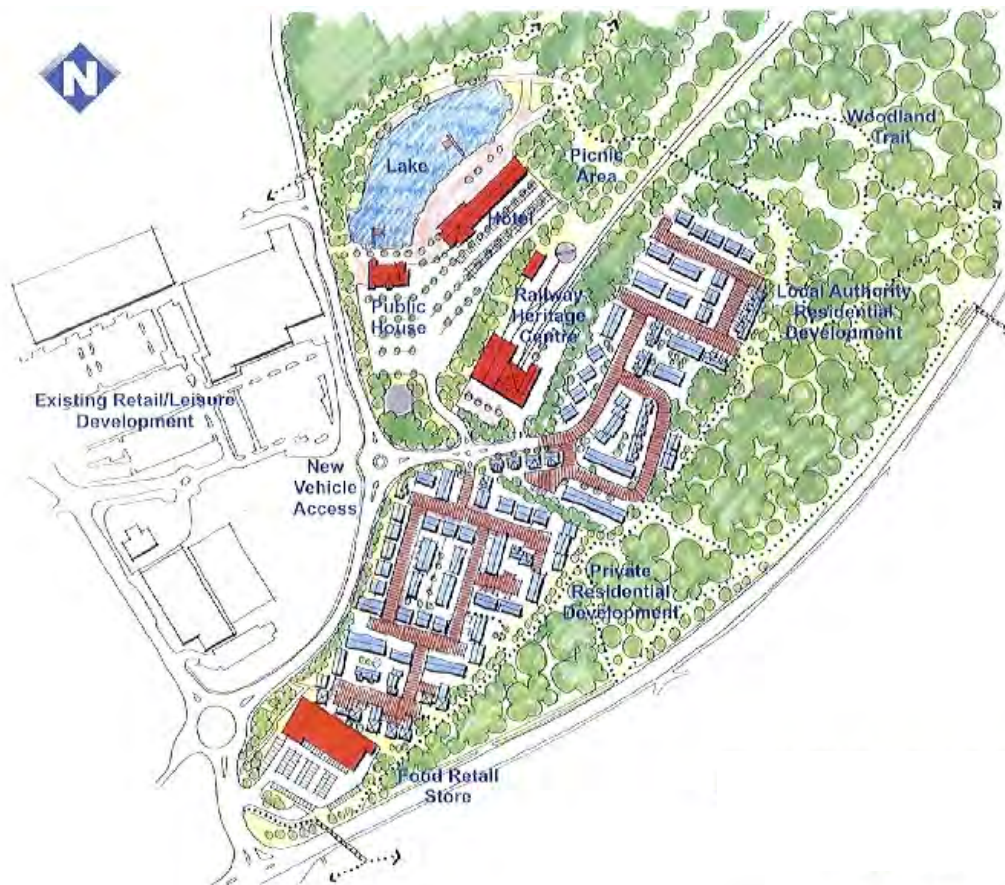 N
Woodland
Trail
Lake
Picnic
Area
Hotel
Public
House
Railway
Heritage
Centre
Local Authority
Residential
Development
Existing Retail/Leisure
Development
New
Vehicle
Access
Private
Residential
Development
Food Retail
Store